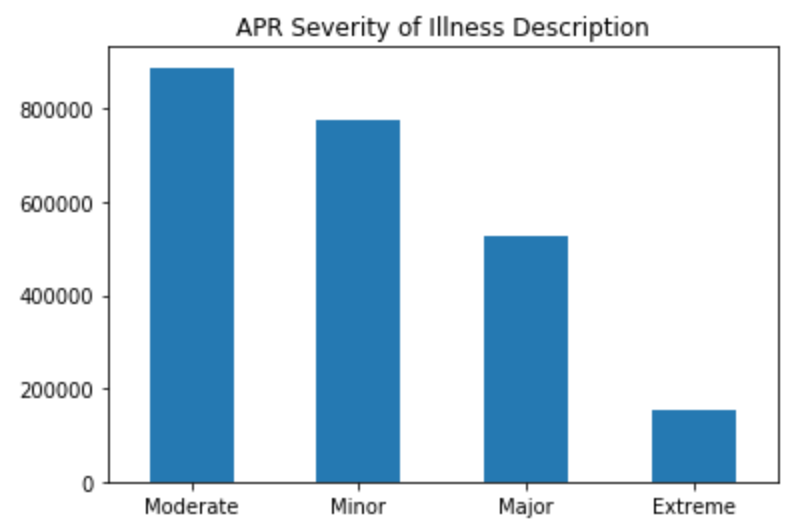 APR Severity of Illness Description
800000
600000
400000
200000
0
Moderate Minor Major Extreme